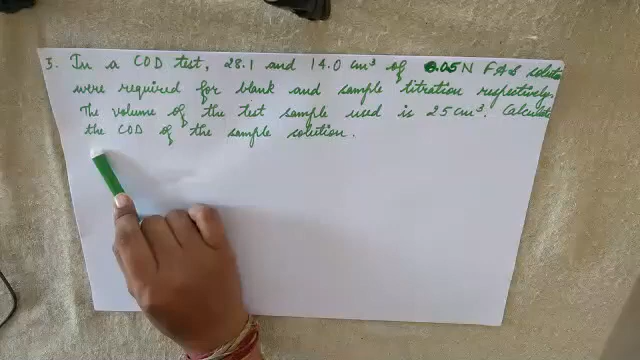 3. In a COD test, 28.1 and 14.0 cm³ of 0.05N FAS solution
were required for blank and sample titration respectively.
The volume of the test sample used is 25 cm³. Calculate
the COD of the sample solution.